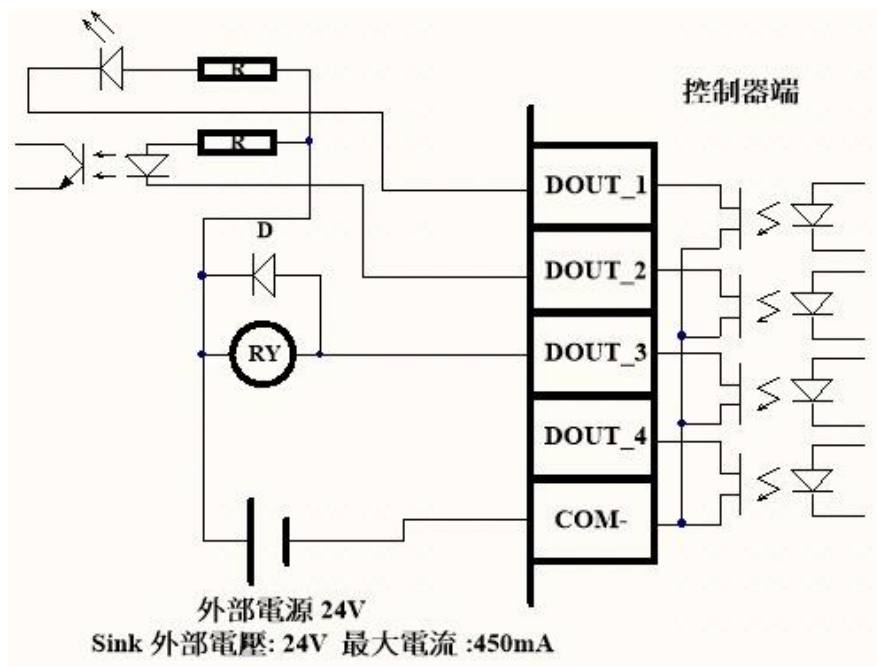 R
控制器端
R
DOUT_1
D
DOUT_2
RY
DOUT_3
DOUT_4
COM-
外部電源 24V
Sink 外部電壓: 24V 最大電流 :450mA